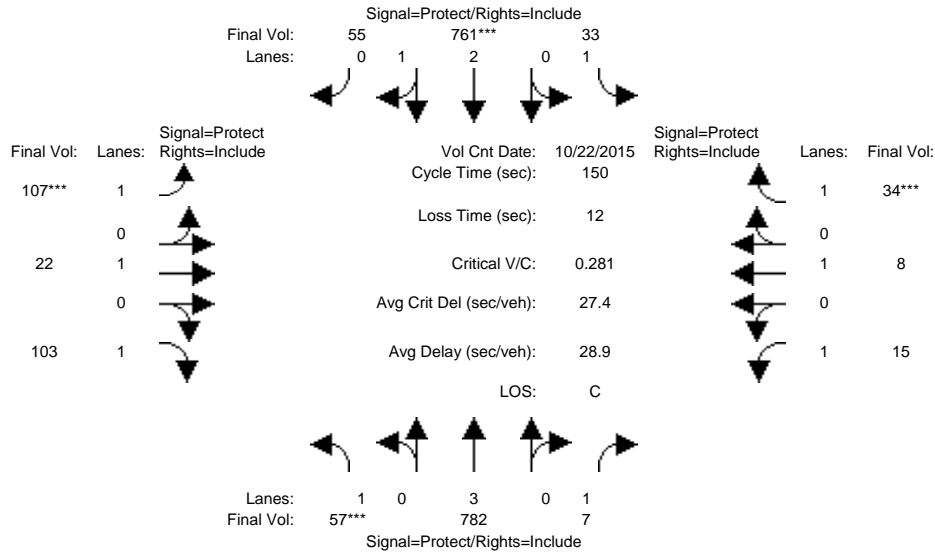 Signal=Protect/Rights=Include
Final Vol: 55 761*** 33
Lanes: 0 1 2 0 1
Signal=Protect Signal=Protect
Final Vol: Lanes: Rights=Include Vol Cnt Date: 10/22/2015 Rights=Include Lanes: Final Vol:
Cycle Time (sec): 150
107*** 1 1 34***
Loss Time (sec): 12
0 0
22 1 Critical V/C: 0.281 1 8
0 Avg Crit Del (sec/veh): 27.4 0
103 1 Avg Delay (sec/veh): 28.9 1 15
LOS: C
Lanes: 1 0 3 0 1
Final Vol: 57*** 782 7
Signal=Protect/Rights=Include